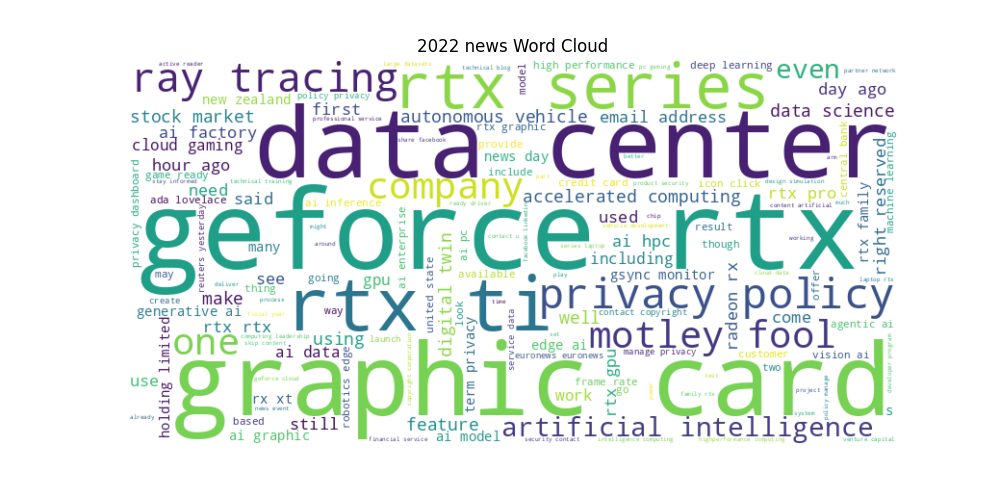 2022 news Word Cloud
active reader
large datasets
technical blog
pc gaming
high performance
deep learning
partner network
ray tracing
rtx series
model
even
new zealand
policy privacy
day ago
stock market
first
professional service
autonomous vehicle
email address
data science
ai factory
data center
rtx graphic
share facebook
provide
central bank
cloud gaming
news day
better
arm
hour ago
include
part
game ready
stay informed
technical training
company
credit card
product security
icon click
design simulation
privacy dashboard
need
ada lovelace
said
ai inference
ready driver
accelerated computing
rtx pro
much
content artificial
right reserved
machine learning
reuters yesterday
might
geforce rtx
used
chip
vehicle development
rtx family
many
around
ai enterprise
contact u
facebook linkedin
ai pc
series laptop
ai hpc
result
though
working
see
including
may
deliver
going
gpu
available
play
gsync monitor
cloud data
laptop rtx
thing
create
make
process
rtx ti
united state
digital twin
look
time
privacy policy
offer
generative ai
fiscal year
way
contact copyright
radeon rx
come
agentic ai
rtx rtx
computing leadership
skip content
using
launch
term privacy
service data
set
well
motley fool
one
holding limited
ai data
robotics edge
copyright corporation
edge ai
euronews euronews
manage privacy
customer
vision ai
developer program
graphic card
use
geforce cloud
frame rate
rtx gpu
go
two
family rtx
text
project
policy manage
rx xt
news event
work
already
based
still
feature
system
s
ai graphic
financial service
ai model
artificial intelligence
security contact
intelligence computing
highperformance computing
venture capital